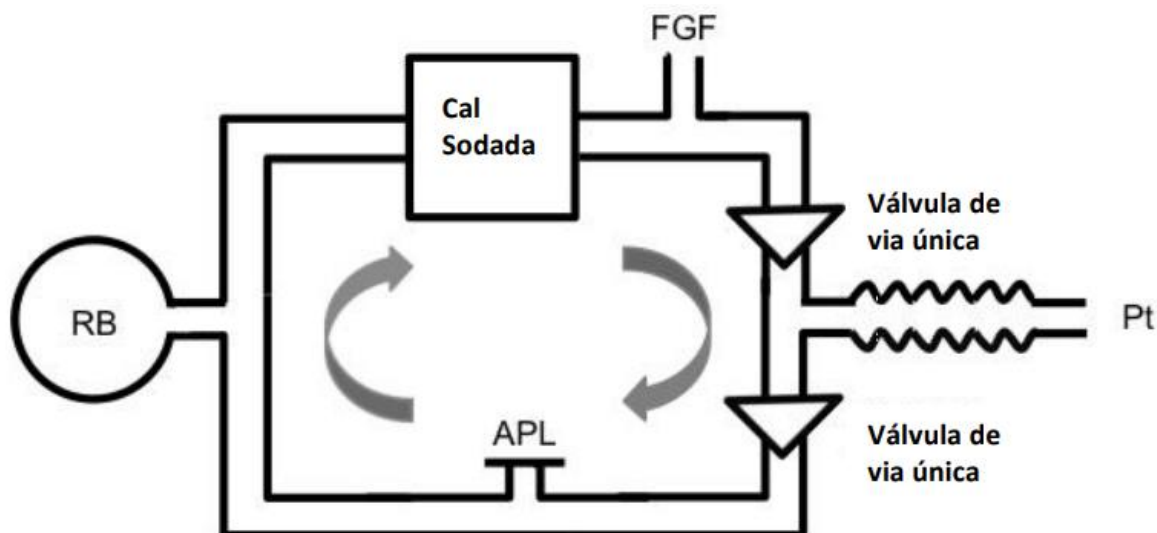 FGF
Cal
Sodada
Válvula de
via única
RB
Pt
APL
Válvula de
via única